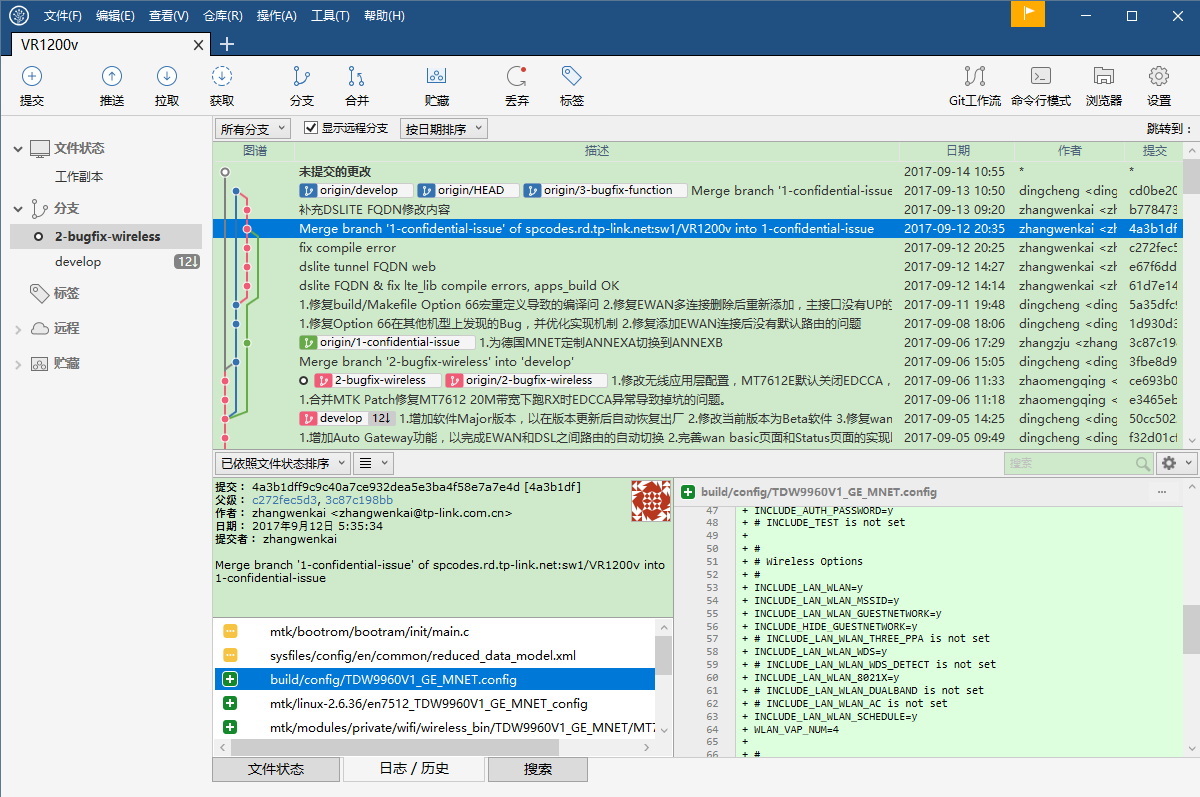 文件(F) 编辑(E) 查看(V) 仓库(R) 操作(A) 工具(T) 帮助(H)
VR1200v
提交 推送 拉取 获取 分支 合并 贮藏 丢弃 标签 Git工作流 命令行模式 浏览器 设置
文件状态
工作副本
分支
2-bugfix-wireless
develop 12↓
标签
远程
贮藏
所有分支 显示远程分支 按日期排序 跳转到：
图谱 描述 日期 作者 提交
未提交的更改 2017-09-14 10:55 * *
origin/develop origin/HEAD origin/3-bugfix-function Merge branch '1-confidential-issue 2017-09-13 10:50 dingcheng <ding cd0be20
补充DSLITE FQDN修改内容 2017-09-13 09:20 zhangwenkai <zh b778473
Merge branch '1-confidential-issue' of spcodes.rd.tp-link.net:sw1/VR1200v into 1-confidential-issue 2017-09-12 20:35 zhangwenkai <zh 4a3b1df
fix compile error 2017-09-12 20:25 zhangwenkai <zh c272fec5
dslite tunnel FQDN web 2017-09-12 14:27 zhangwenkai <zh e67f6dd
dslite FQDN & fix lte_lib compile errors, apps_build OK 2017-09-12 14:14 zhangwenkai <zh 61d7e14
1.修复build/Makefile Option 66宏重定义导致的编译问 2.修复EWAN多连接删除后重新添加，主接口没有UP的 2017-09-11 19:48 dingcheng <ding 5a35dfc
1.修复Option 66在其他机型上发现的Bug，并优化实现机制 2.修复添加EWAN连接后没有默认路由的问题 2017-09-08 18:06 dingcheng <ding 1d930d3
origin/1-confidential-issue 1.为德国MNET定制ANNEXA切换到ANNEXB 2017-09-06 17:29 zhangju <zhang 3c87c19
Merge branch '2-bugfix-wireless' into 'develop' 2017-09-06 15:05 dingcheng <ding 3fbe8d9
2-bugfix-wireless origin/2-bugfix-wireless 1.修改无线应用层配置，MT7612E默认关闭EDCCA， 2017-09-06 11:33 zhaomengqing < ce693b0
1.合并MTK Patch修复MT7612 20M带宽下跑RX时EDCCA异常导致掉坑的问题。 2017-09-06 11:18 zhaomengqing < e3465eb
develop 12↓ 1.增加软件Major版本，以在版本更新后自动恢复出厂 2.修改当前版本为Beta软件 3.修复wan 2017-09-05 14:25 dingcheng <ding 50cc502
1.增加Auto Gateway功能，以完成EWAN和DSL之间路由的自动切换 2.完善wan basic页面和Status页面的实现 2017-09-05 09:49 dingcheng <ding f32d01c
已依照文件状态排序 搜索
提交： 4a3b1dff9c9c40a7ce932dea5e3ba4f58e7a7e4d [4a3b1df]
父级： c272fec5d3, 3c87c198bb
作者： zhangwenkai <zhangwenkai@tp-link.com.cn>
日期： 2017年9月12日 5:35:34
提交者： zhangwenkai
Merge branch '1-confidential-issue' of spcodes.rd.tp-link.net:sw1/VR1200v into
1-confidential-issue
mtk/bootrom/bootram/init/main.c
sysfiles/config/en/common/reduced_data_model.xml
build/config/TDW9960V1_GE_MNET.config
mtk/linux-2.6.36/en7512_TDW9960V1_GE_MNET_config
mtk/modules/private/wifi/wireless_bin/TDW9960V1_GE_MNET/MT7
build/config/TDW9960V1_GE_MNET.config ...
47 + INCLUDE_AUTH_PASSWORD=y
48 + # INCLUDE_TEST is not set
49 +
50 + #
51 + # Wireless Options
52 + #
53 + INCLUDE_LAN_WLAN=y
54 + INCLUDE_LAN_WLAN_MSSID=y
55 + INCLUDE_LAN_WLAN_GUESTNETWORK=y
56 + INCLUDE_HIDE_GUESTNETWORK=y
57 + # INCLUDE_LAN_WLAN_THREE_PPA is not set
58 + INCLUDE_LAN_WLAN_WDS=y
59 + # INCLUDE_LAN_WLAN_WDS_DETECT is not set
60 + INCLUDE_LAN_WLAN_8021X=y
61 + # INCLUDE_LAN_WLAN_DUALBAND is not set
62 + # INCLUDE_LAN_WLAN_AC is not set
63 + INCLUDE_LAN_WLAN_SCHEDULE=y
64 + WLAN_VAP_NUM=4
65 +
66 + #
文件状态 日志 / 历史 搜索